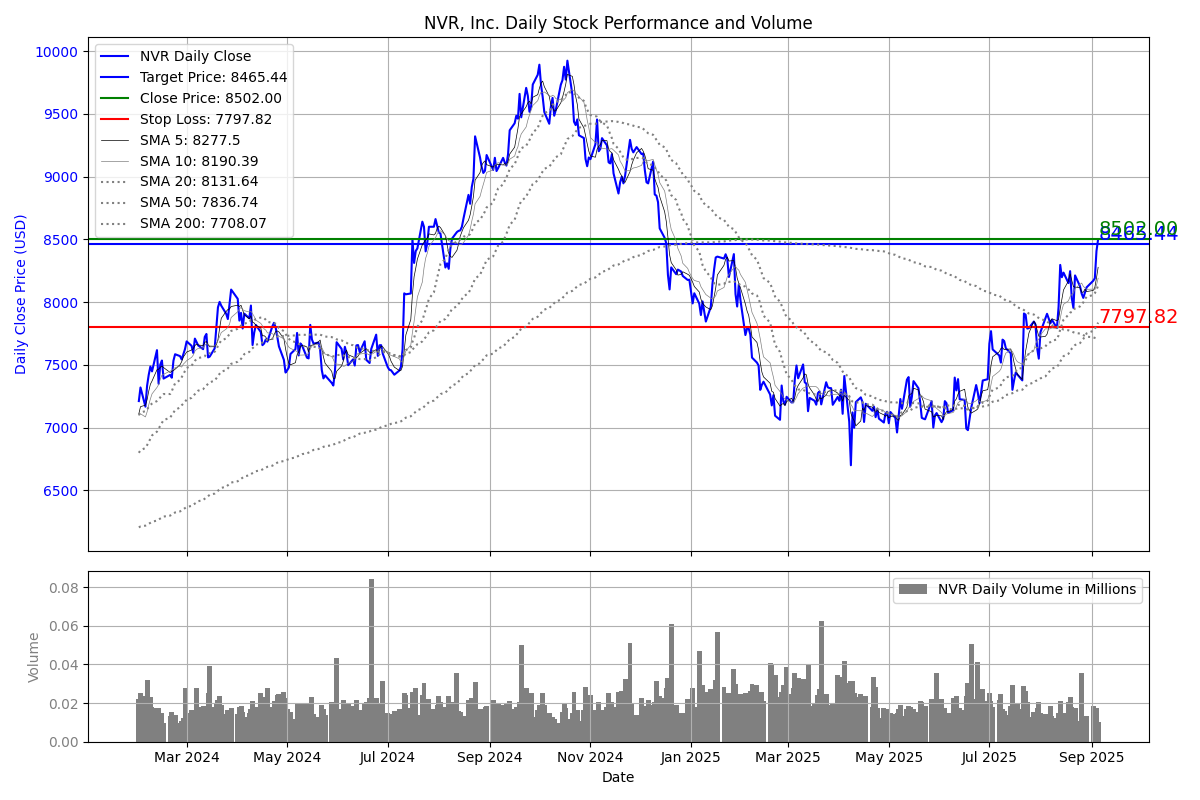 NVR, Inc. Daily Stock Performance and Volume
NVR Daily Close
Target Price: 8465.44
Close Price: 8502.00
Stop Loss: 7797.82
SMA 5: 8277.5
SMA 10: 8190.39
SMA 20: 8131.64
SMA 50: 7836.74
SMA 200: 7708.07
Daily Close Price (USD)
10000
9500
9000
8500
8000
7500
7000
6500
8502.00
8465.44
7797.82
NVR Daily Volume in Millions
Volume
0.08
0.06
0.04
0.02
0.00
Mar 2024 May 2024 Jul 2024 Sep 2024 Nov 2024 Jan 2025 Mar 2025 May 2025 Jul 2025 Sep 2025
Date